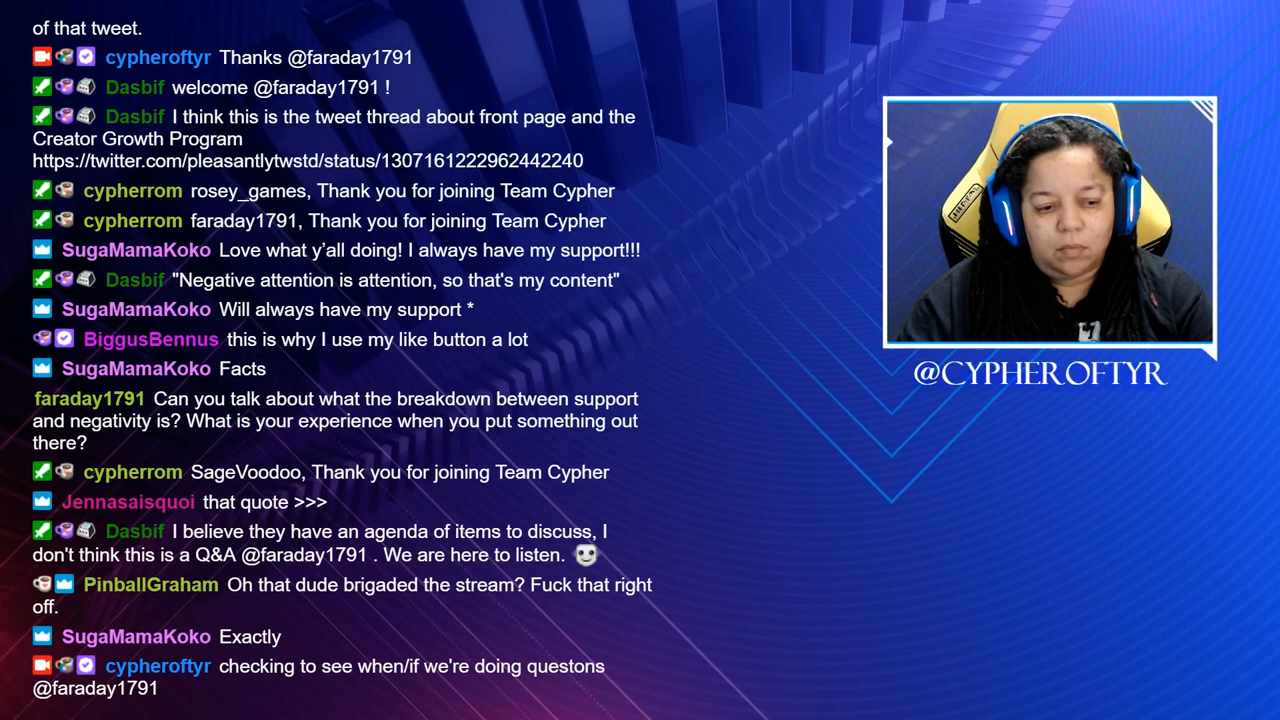 of that tweet.
cypheroftyr Thanks @faraday1791
Dasbif welcome @faraday1791 !
Dasbif I think this is the tweet thread about front page and the
Creator Growth Program
https://twitter.com/pleasantlytwstd/status/1307161222962442240
cypherrom rosey_games, Thank you for joining Team Cypher
cypherrom faraday1791, Thank you for joining Team Cypher
SugaMamaKoko Love what y’all doing! I always have my support!!!
Dasbif "Negative attention is attention, so that's my content"
SugaMamaKoko Will always have my support *
BiggusBennus this is why I use my like button a lot
SugaMamaKoko Facts
faraday1791 Can you talk about what the breakdown between support
and negativity is? What is your experience when you put something out
there?
cypherrom SageVoodoo, Thank you for joining Team Cypher
Jennasaisquoi that quote >>>
Dasbif I believe they have an agenda of items to discuss, I
don't think this is a Q&A @faraday1791 . We are here to listen.
PinballGraham Oh that dude brigaded the stream? Fuck that right
off.
SugaMamaKoko Exactly
cypheroftyr checking to see when/if we're doing questons
@faraday1791
@CYPHEROFTYR